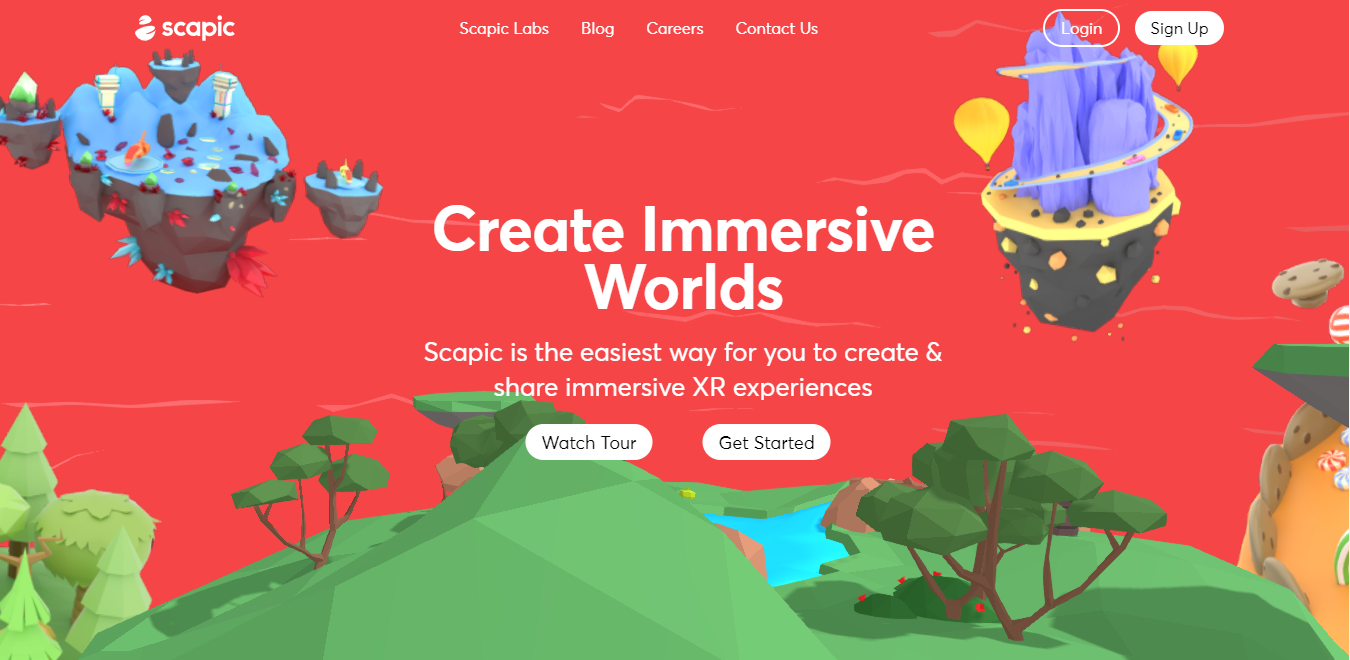 scapic
Scapic Labs
Blog
Careers
Contact Us
Login
Sign Up
Create Immersive
Worlds
Scapic is the easiest way for you to create &
share immersive XR experiences
Watch Tour
Get Started